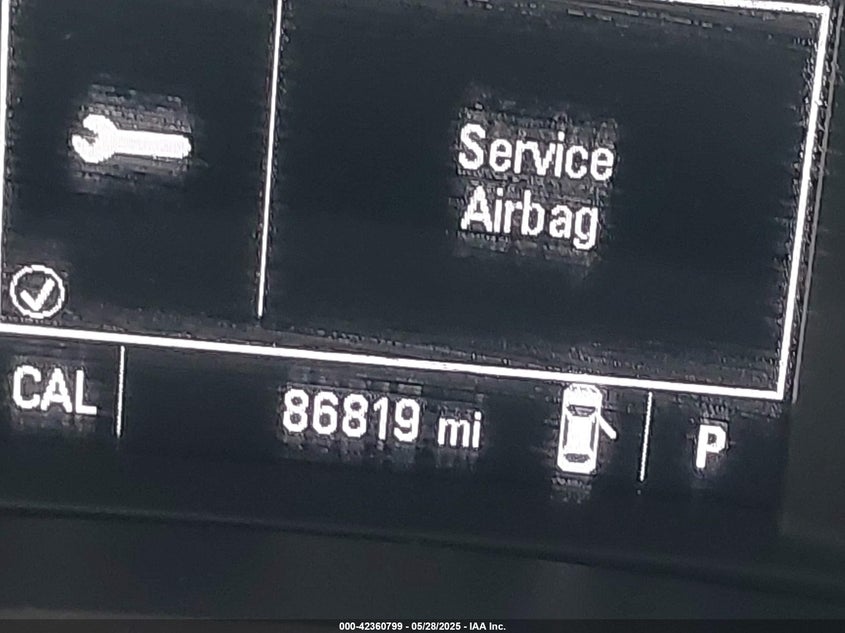 Service
Airbag
CAL
86819 mi
P
000-42360799 - 05/28/2025 - IAA Inc.